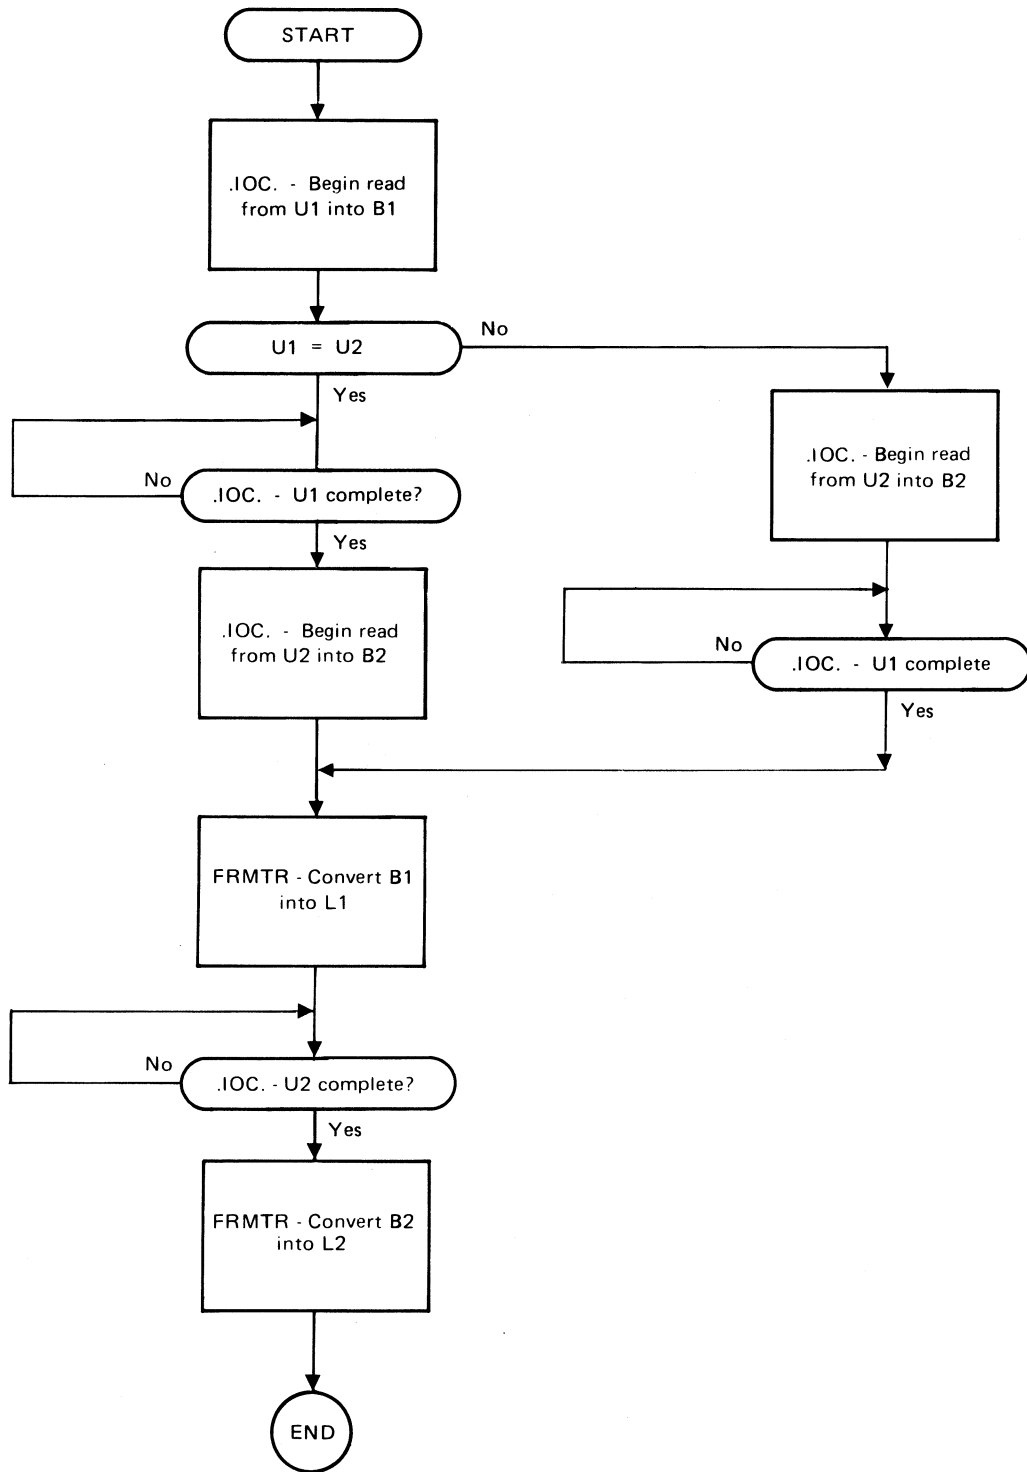 START
.IOC. - Begin read
from U1 into B1
U1 = U2
No
Yes
.IOC. - Begin read
from U2 into B2
No
.IOC. - U1 complete?
Yes
.IOC. - Begin read
from U2 into B2
No
.IOC. - U1 complete
Yes
FRMTR - Convert B1
into L1
No
.IOC. - U2 complete?
Yes
FRMTR - Convert B2
into L2
END